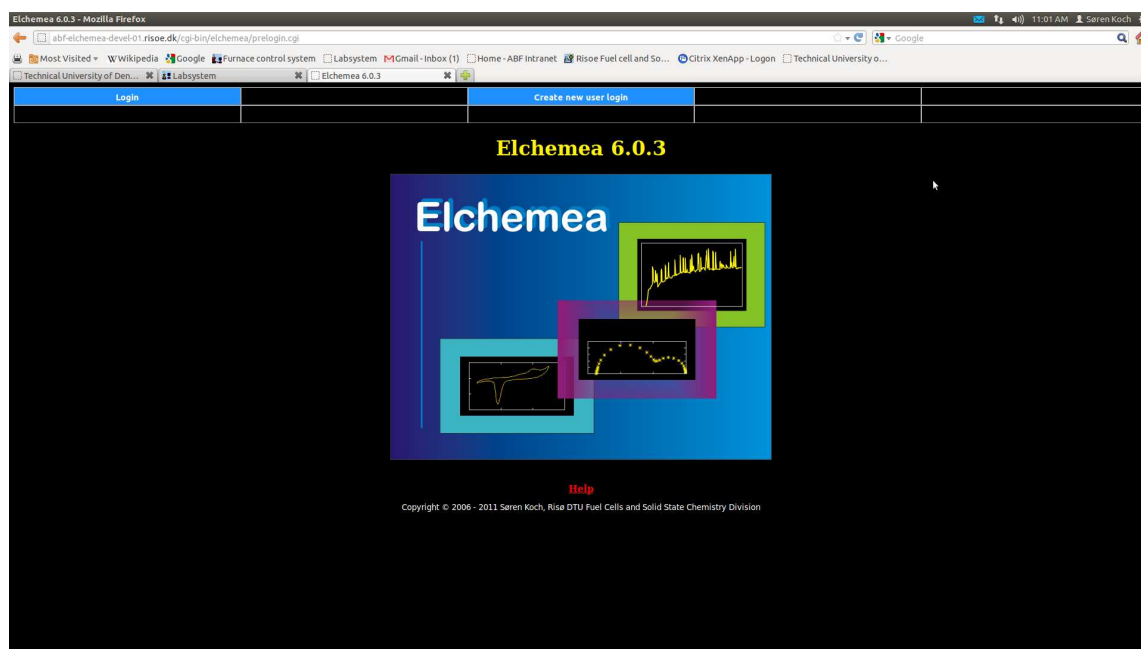 Elchemea 6.0.3 - Mozilla Firefox
11:01 AM Søren Koch
abf-elchemea-devel-01.risoe.dk/cgi-bin/elchemea/prelogin.cgi
Google
Most Visited Wikipedia Google Furnace control system Labsystem Gmail - Inbox (1) Home - ABF Intranet Risoe Fuel cell and So... Citrix XenApp - Logon Technical University o...
Technical University of Den... Labsystem Elchemea 6.0.3
Login Create new user login
Elchemea 6.0.3
Elchemea
Help
Copyright © 2006 - 2011 Søren Koch, Risø DTU Fuel Cells and Solid State Chemistry Division